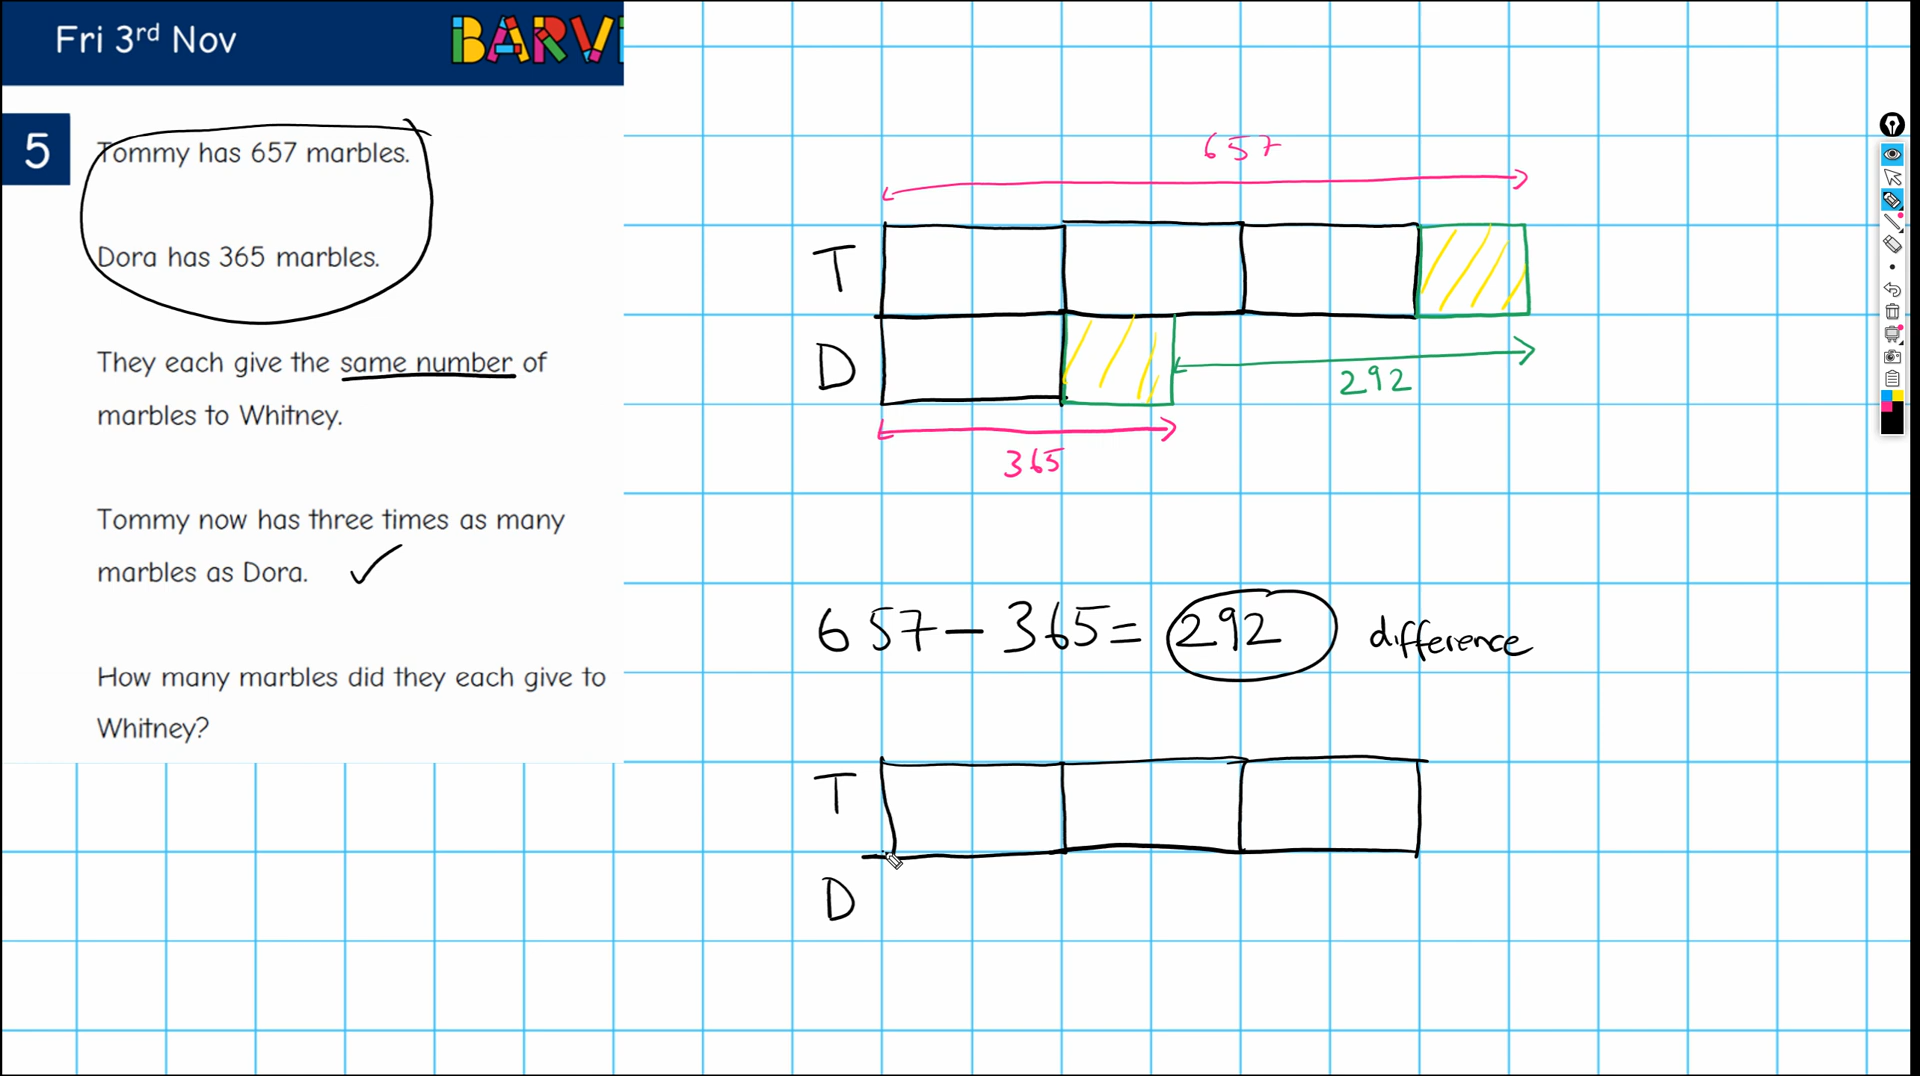 Fri 3rd Nov
BARVI
5
Tommy has 657 marbles.
Dora has 365 marbles.
They each give the same number of
marbles to Whitney.
Tommy now has three times as many
marbles as Dora.
How many marbles did they each give to
Whitney?
657
T
D
292
365
657 - 365 = 292 difference
T
D